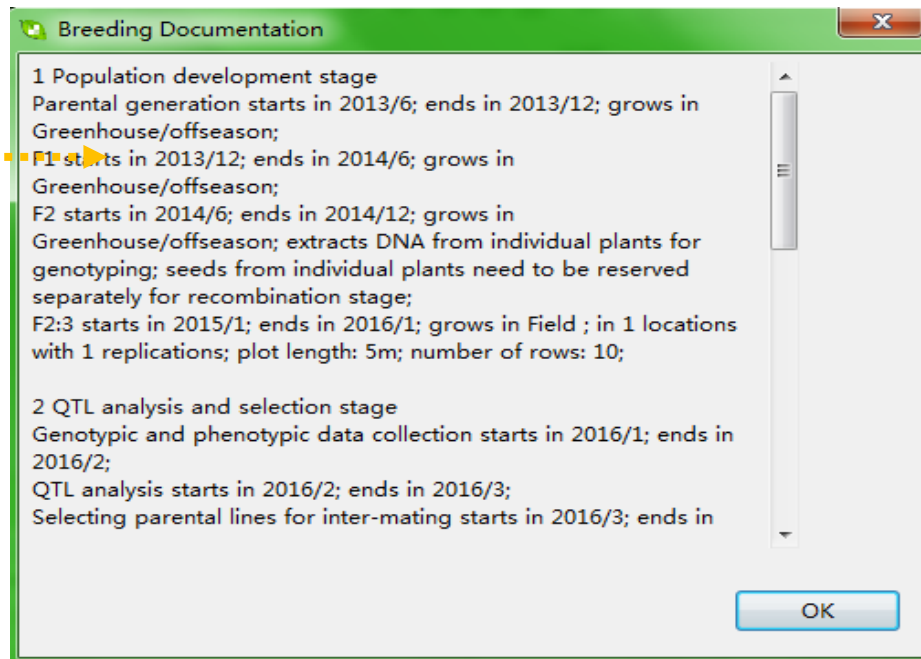 Breeding Documentation
1 Population development stage
Parental generation starts in 2013/6; ends in 2013/12; grows in
Greenhouse/offseason;
F1 starts in 2013/12; ends in 2014/6; grows in
Greenhouse/offseason;
F2 starts in 2014/6; ends in 2014/12; grows in
Greenhouse/offseason; extracts DNA from individual plants for
genotyping; seeds from individual plants need to be reserved
separately for recombination stage;
F2:3 starts in 2015/1; ends in 2016/1; grows in Field ; in 1 locations
with 1 replications; plot length: 5m; number of rows: 10;
2 QTL analysis and selection stage
Genotypic and phenotypic data collection starts in 2016/1; ends in
2016/2;
QTL analysis starts in 2016/2; ends in 2016/3;
Selecting parental lines for inter-mating starts in 2016/3; ends in
OK